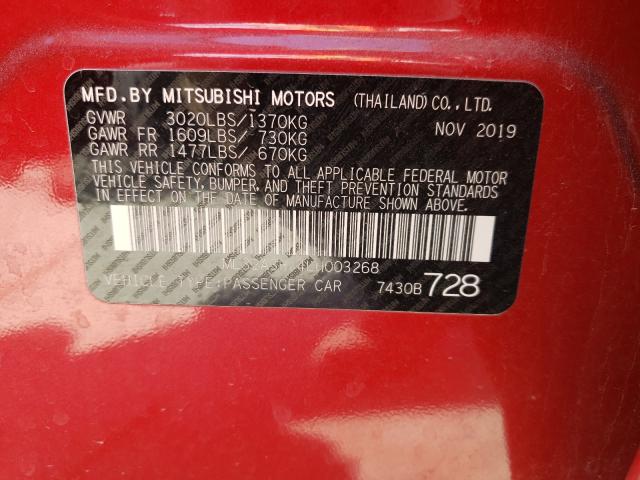 MFD.BY MITSUBISHI MOTORS (THAILAND)CO.,LTD.
GVWR 3020LBS/1370KG NOV 2019
GAWR FR 1609LBS/ 730KG
GAWR RR 1477LBS/ 670KG
THIS VEHICLE CONFORMS TO ALL APPLICABLE FEDERAL MOTOR
VEHICLE SAFETY, BUMPER, AND THEFT PREVENTION STANDARDS
IN EFFECT ON THE DATE OF MANUFACTURE SHOWN ABOVE.
VEHICLE TYPE:PASSENGER CAR 7430B 728